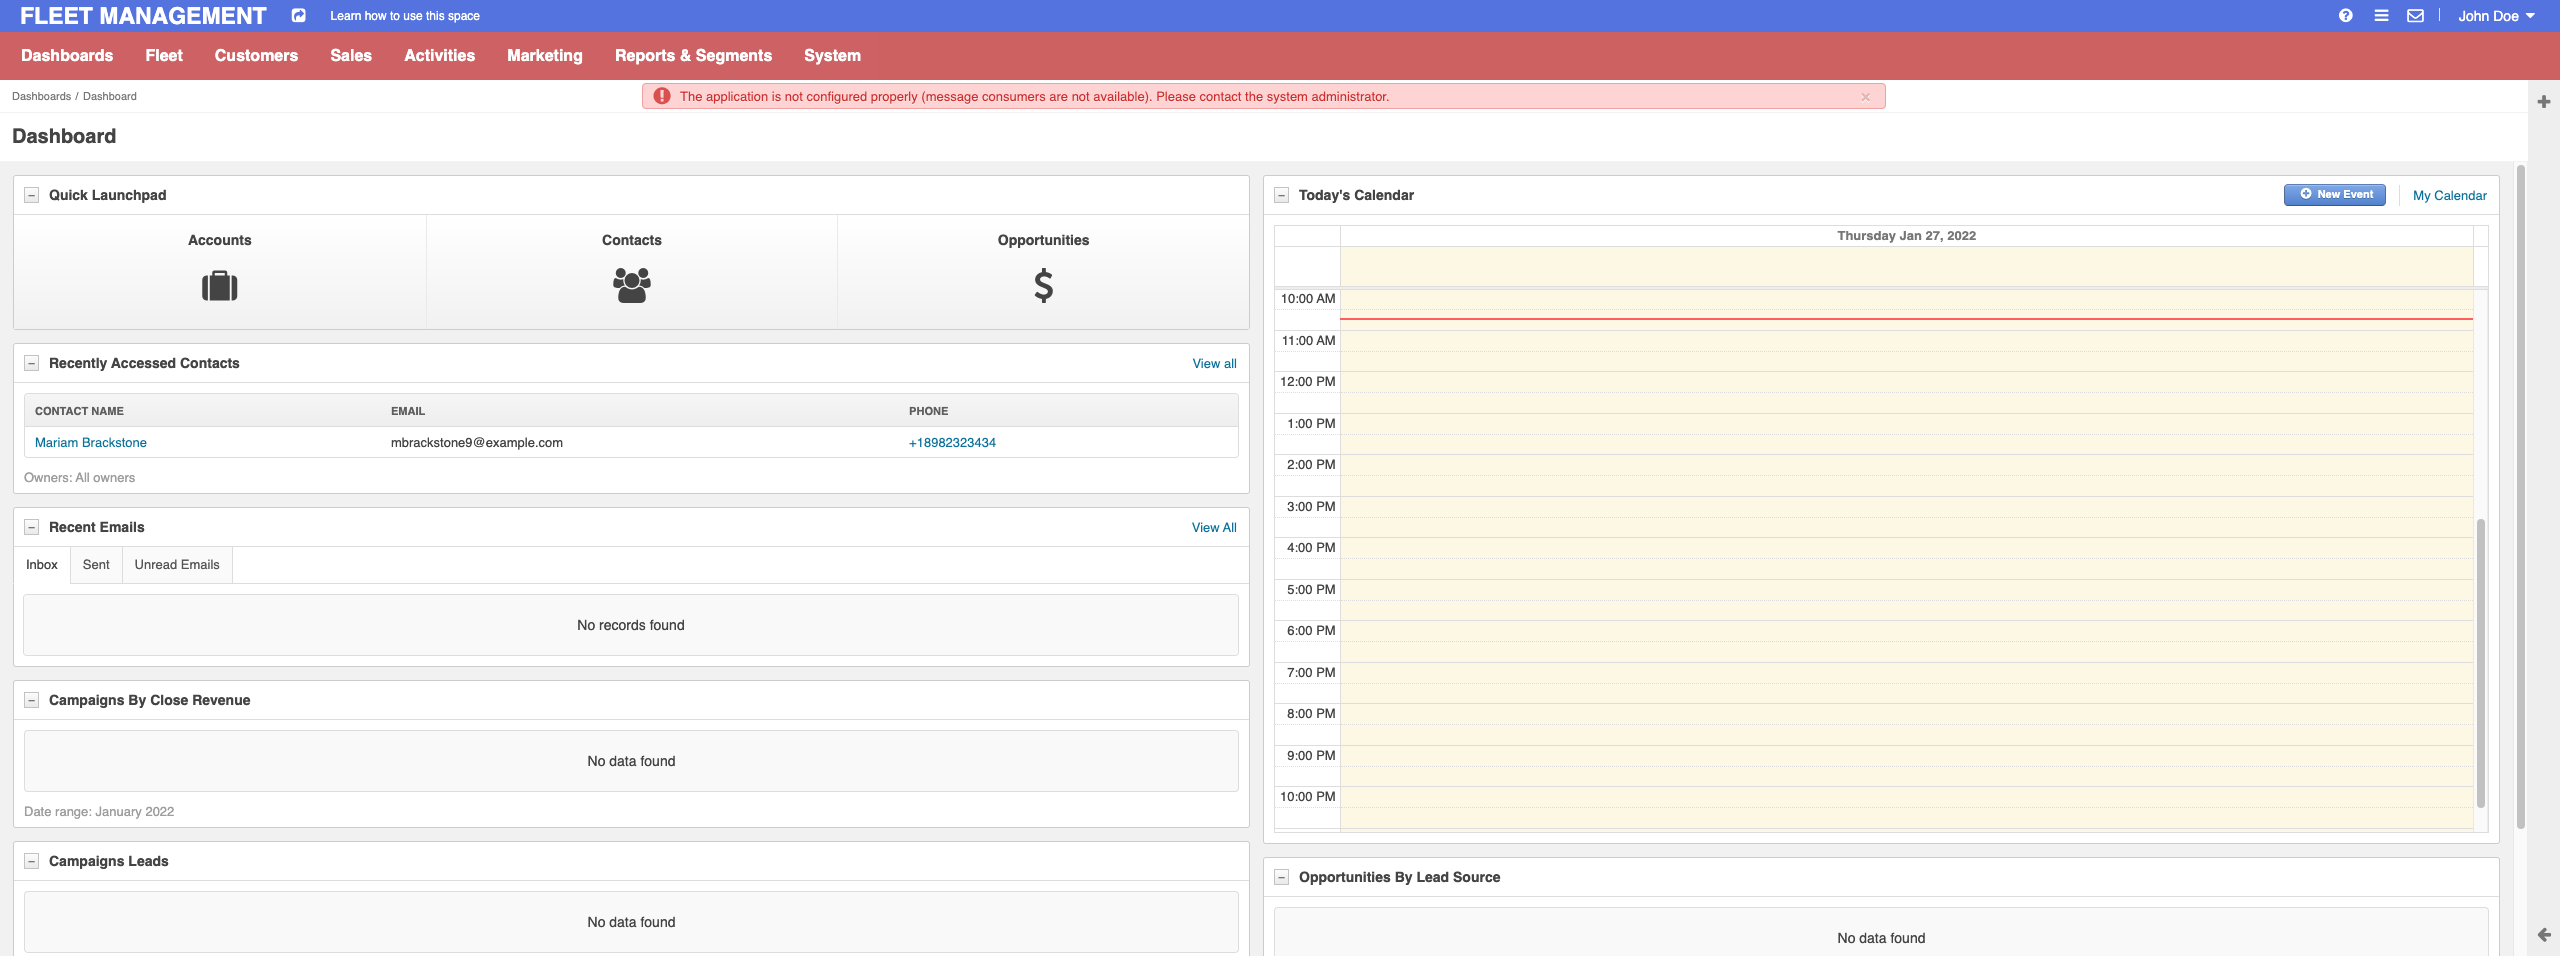 FLEET MANAGEMENT Learn how to use this space John Doe
Dashboards Fleet Customers Sales Activities Marketing Reports & Segments System
Dashboards / Dashboard
The application is not configured properly (message consumers are not available). Please contact the system administrator. ×
Dashboard
Quick Launchpad
Accounts Contacts Opportunities
Recently Accessed Contacts View all
CONTACT NAME EMAIL PHONE
Mariam Brackstone mbrackstone9@example.com +18982323434
Owners: All owners
Recent Emails View All
Inbox Sent Unread Emails
No records found
Campaigns By Close Revenue
No data found
Date range: January 2022
Campaigns Leads
No data found
Today's Calendar New Event My Calendar
Thursday Jan 27, 2022
10:00 AM
11:00 AM
12:00 PM
1:00 PM
2:00 PM
3:00 PM
4:00 PM
5:00 PM
6:00 PM
7:00 PM
8:00 PM
9:00 PM
10:00 PM
Opportunities By Lead Source
No data found